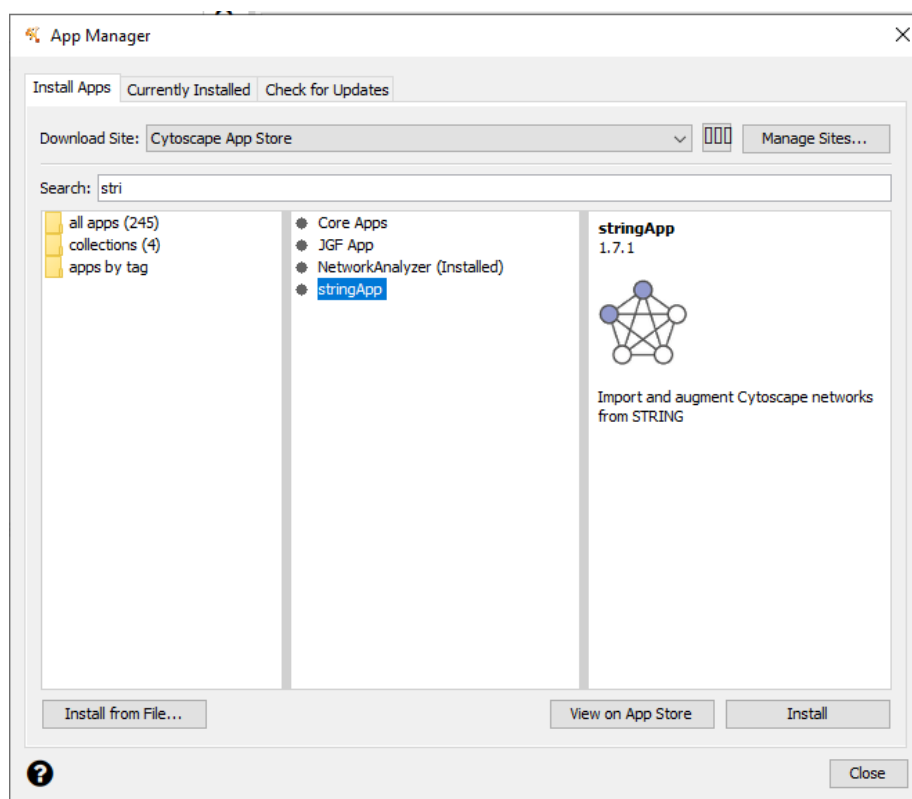 App Manager
Install Apps Currently Installed Check for Updates
Download Site: Cytoscape App Store Manage Sites...
Search: stri
all apps (245)
collections (4)
apps by tag
Core Apps
JGF App
NetworkAnalyzer (Installed)
stringApp
stringApp
1.7.1
Import and augment Cytoscape networks
from STRING
Install from File... View on App Store Install
? Close